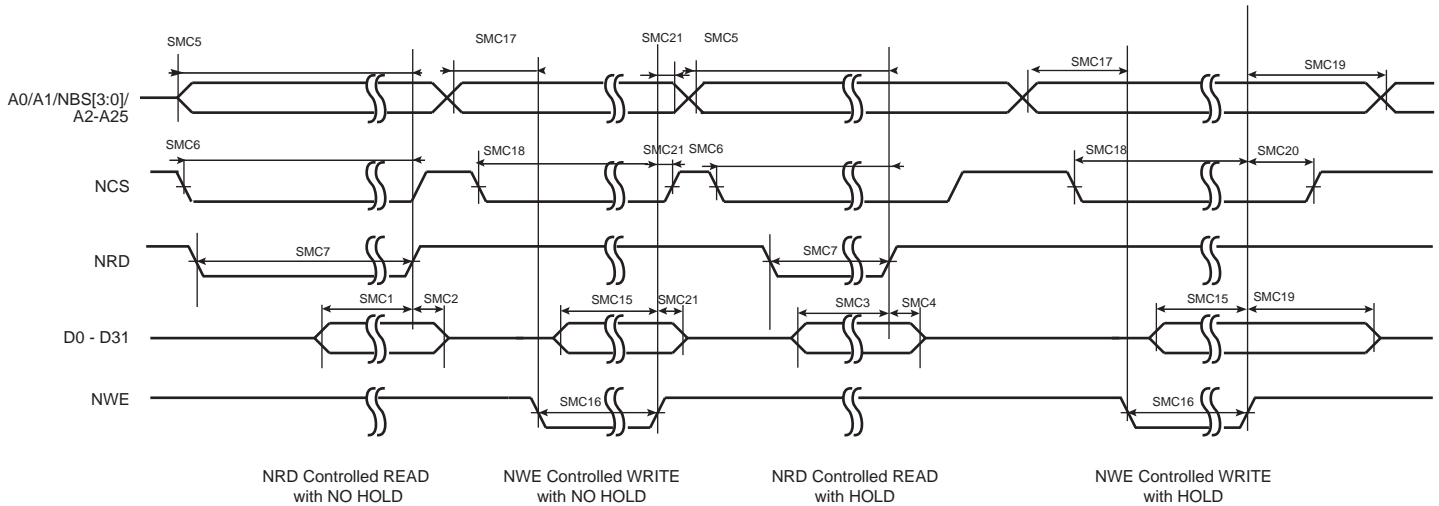 SMC5
SMC17
SMC21
SMC5
SMC17
SMC19
A0/A1/NBS[3:0]/
A2-A25
SMC6
SMC18
SMC21
SMC6
SMC18
SMC20
NCS
NRD
SMC7
SMC7
SMC1
SMC2
SMC15
SMC21
SMC3
SMC4
SMC15
SMC19
D0 - D31
NWE
SMC16
SMC16
NRD Controlled READ
with NO HOLD
NWE Controlled WRITE
with NO HOLD
NRD Controlled READ
with HOLD
NWE Controlled WRITE
with HOLD